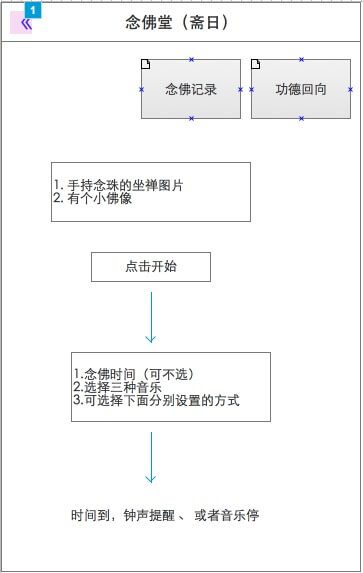 1
念佛堂（斋日）
念佛记录
功德回向
1. 手持念珠的坐禅图片
2. 有个小佛像
点击开始
1.念佛时间（可不选）
2.选择三种音乐
3.可选择下面分别设置的方式
时间到，钟声提醒 、 或者音乐停